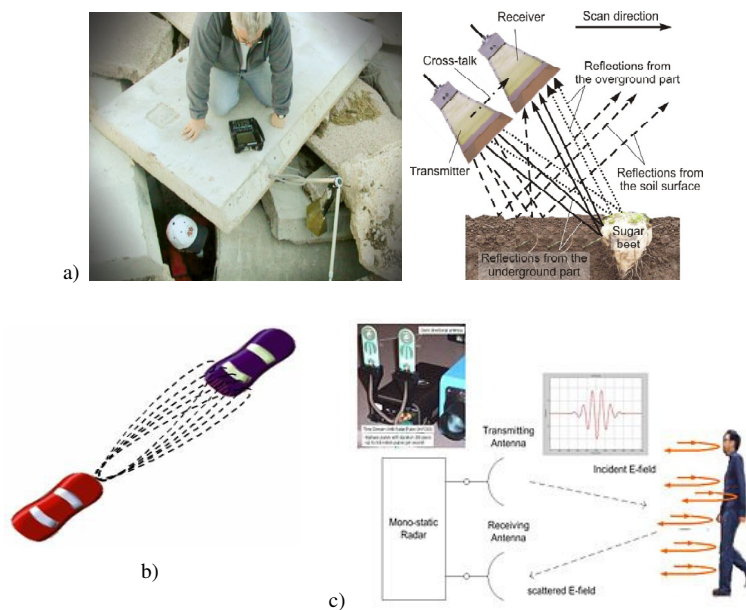 Receiver
Scan direction
Cross-talk
Reflections from
the overground part
Transmitter
Reflections from
the soil surface
Sugar
beet
Reflections from the
underground part
a)
b)
Transmitting
Antenna
Incident E-field
Mono-static
Radar
Receiving
Antenna
scattered E-field
c)